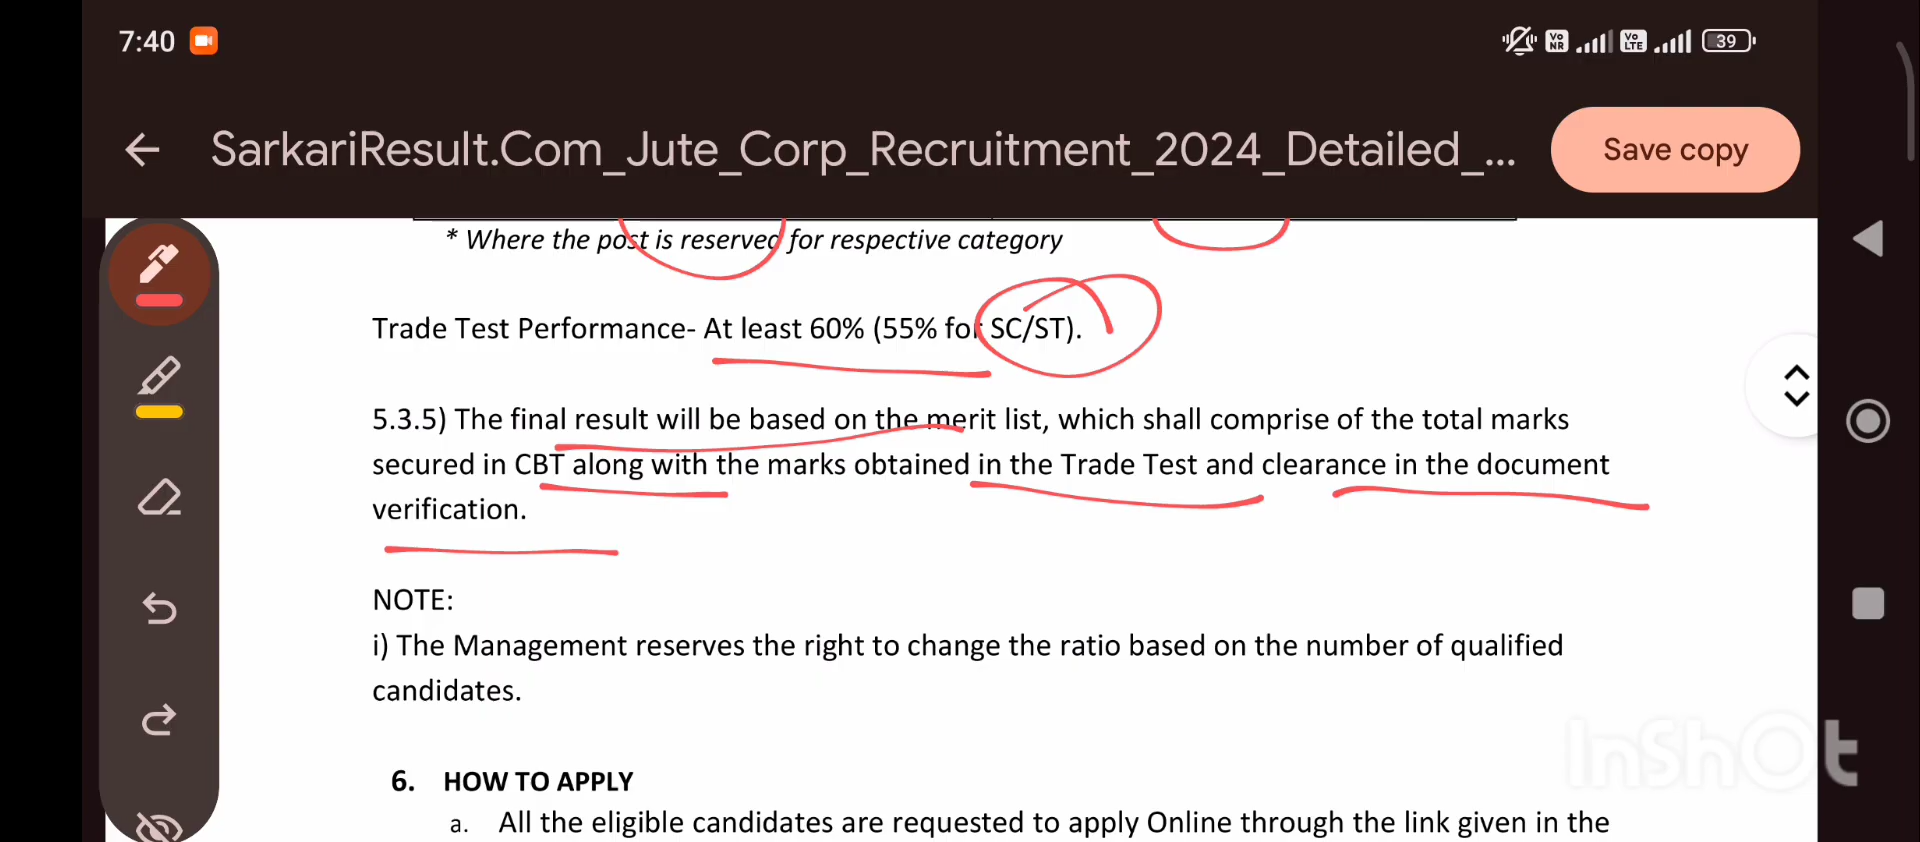 7:40
Vo NR
Vo LTE
39
SarkariResult.Com_Jute_Corp_Recruitment_2024_Detailed_...
Save copy
* Where the post is reserved for respective category
Trade Test Performance- At least 60% (55% for SC/ST).
5.3.5) The final result will be based on the merit list, which shall comprise of the total marks
secured in CBT along with the marks obtained in the Trade Test and clearance in the document
verification.
NOTE:
i) The Management reserves the right to change the ratio based on the number of qualified
candidates.
InShOt
6. HOW TO APPLY
a. All the eligible candidates are requested to apply Online through the link given in the